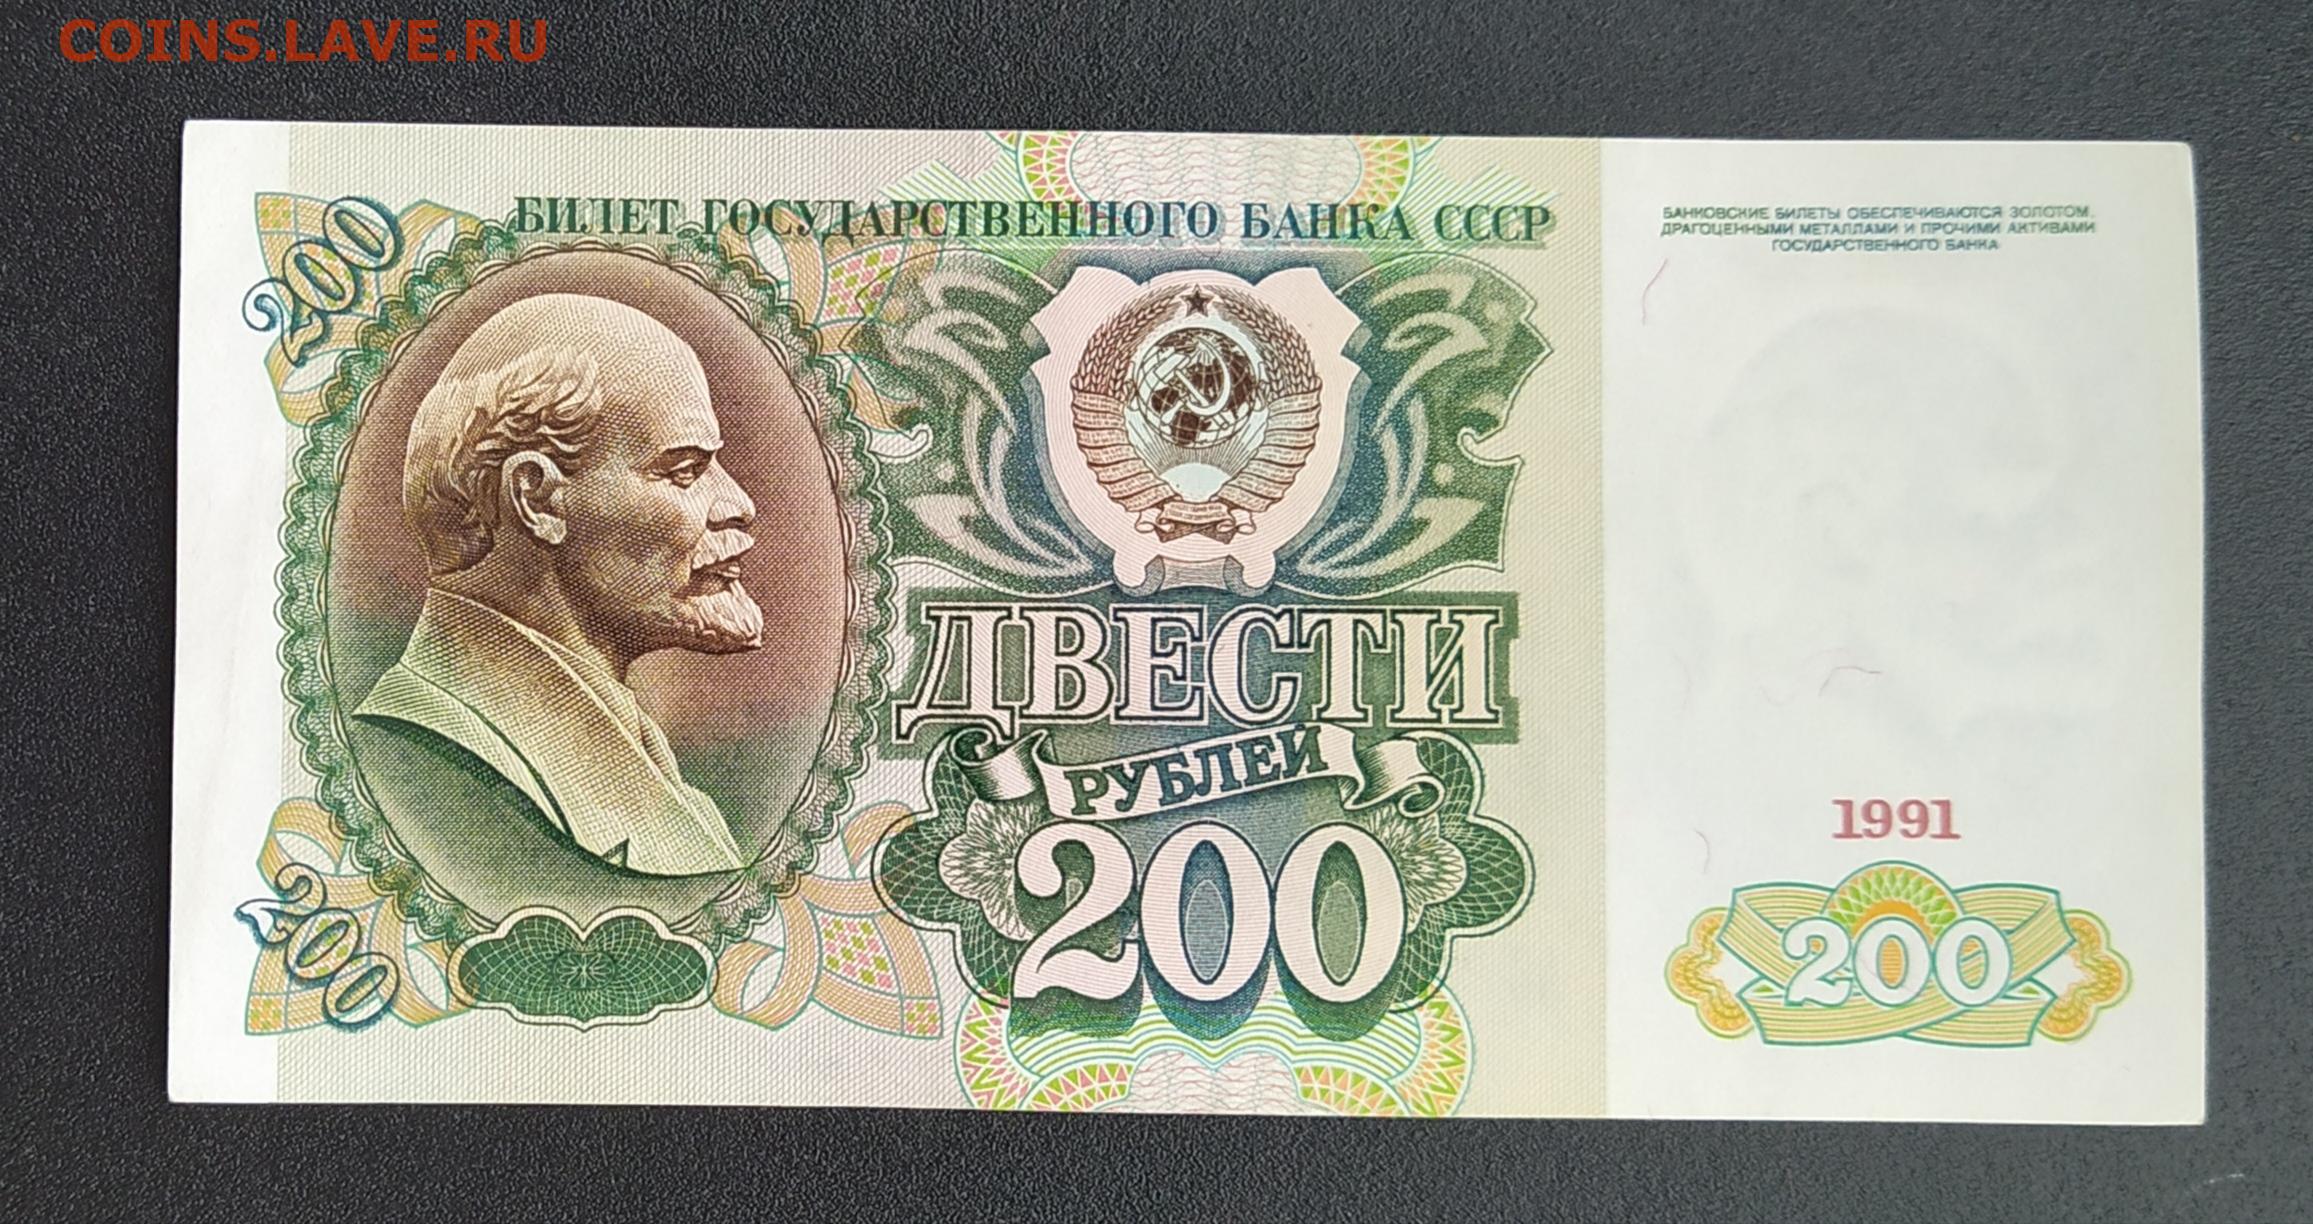 COINS.LAVE.RU
БИЛЕТ ГОСУДАРСТВЕННОГО БАНКА СССР
200
БАНКОВСКИЕ БИЛЕТЫ ОБЕСПЕЧИВАЮТСЯ ЗОЛОТОМ,
ДРАГОЦЕННЫМИ МЕТАЛЛАМИ И ПРОЧИМИ АКТИВАМИ
ГОСУДАРСТВЕННОГО БАНКА
ДВЕСТИ
РУБЛЕЙ
200
1991
200
200